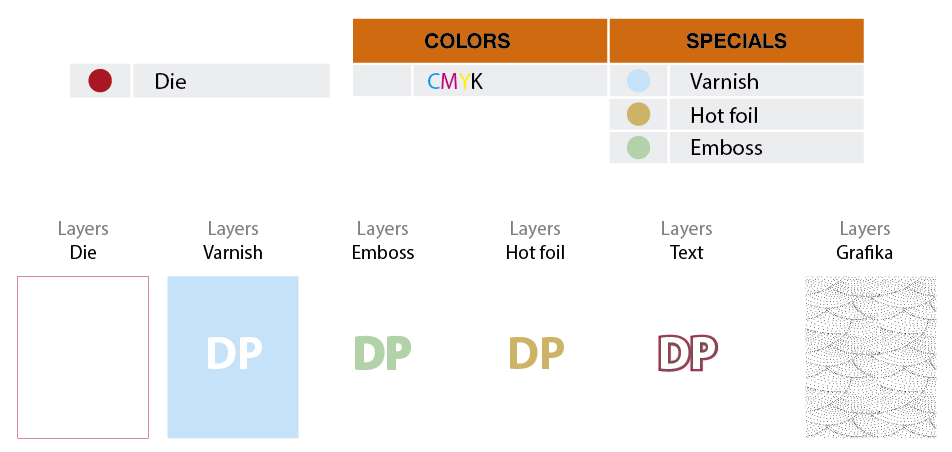 COLORS SPECIALS
Die CMYK Varnish
Hot foil
Emboss
Layers Layers Layers Layers Layers Layers
Die Varnish Emboss Hot foil Text Grafika
DP DP DP DP